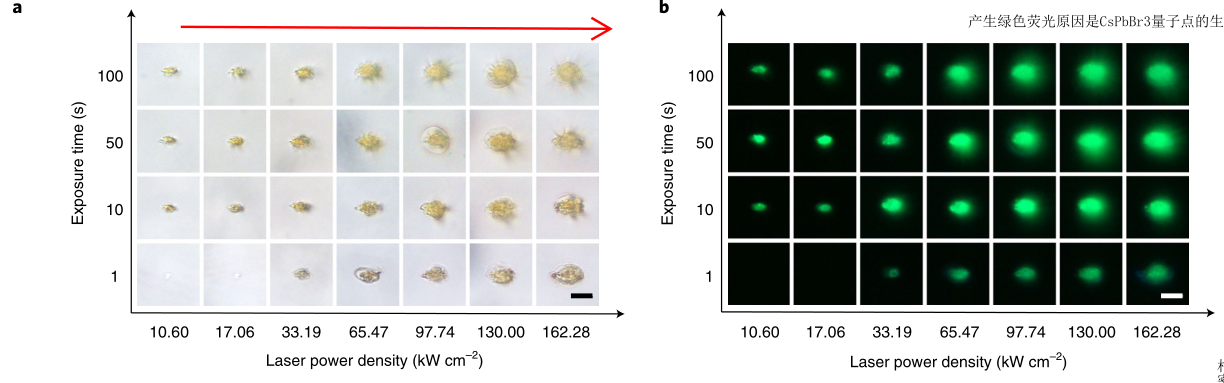 a
b
产生绿色荧光原因是CsPbBr3量子点的生
Exposure time (s)
100
50
10
1
10.60 17.06 33.19 65.47 97.74 130.00 162.28
Laser power density (kW cm⁻²)
Exposure time (s)
100
50
10
1
10.60 17.06 33.19 65.47 97.74 130.00 162.28
Laser power density (kW cm⁻²)